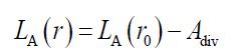 L_A(r) = L_A(r_0) − A_div